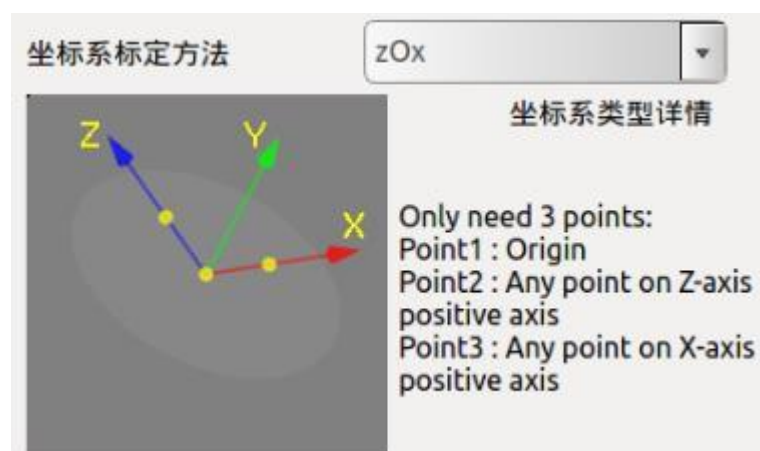 坐标系标定方法
zOx
坐标系类型详情
Z
Y
X
Only need 3 points:
Point1 : Origin
Point2 : Any point on Z-axis
positive axis
Point3 : Any point on X-axis
positive axis